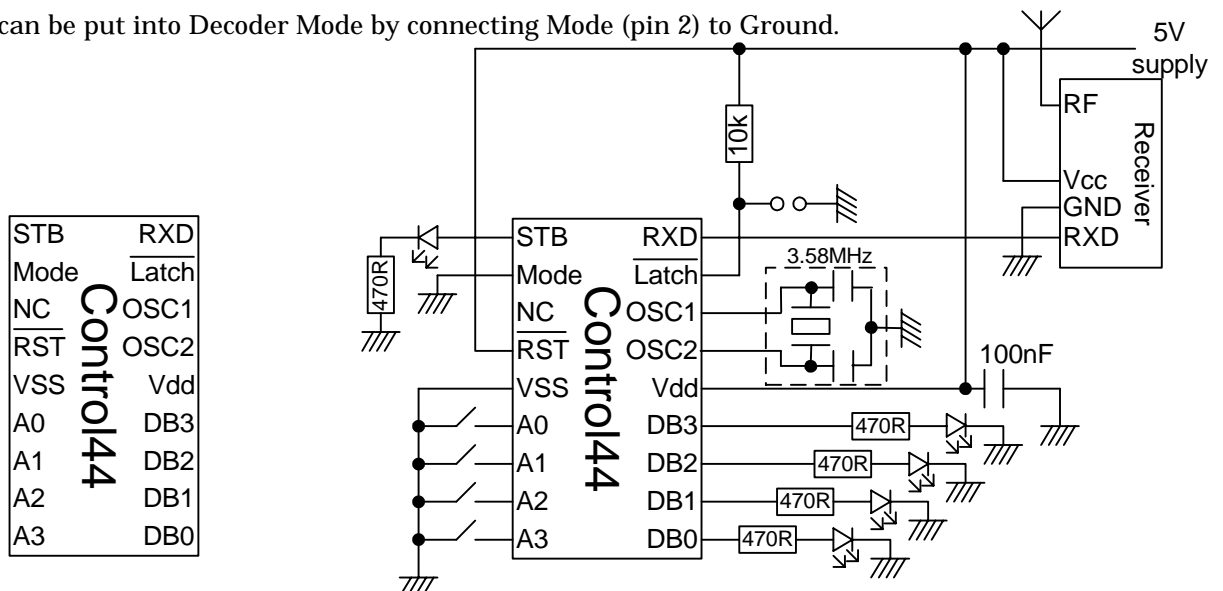 can be put into Decoder Mode by connecting Mode (pin 2) to Ground.
5V
supply
RF
Vcc
GND
RXD
Receiver
10k
470R
3.58MHz
100nF
STB RXD
Mode Latch
NC OSC1
RST OSC2
VSS Vdd
A0 DB3
A1 DB2
A2 DB1
A3 DB0
Control44
STB RXD
Mode Latch
NC OSC1
RST OSC2
VSS Vdd
A0 DB3
A1 DB2
A2 DB1
A3 DB0
Control44
470R
470R
470R
470R